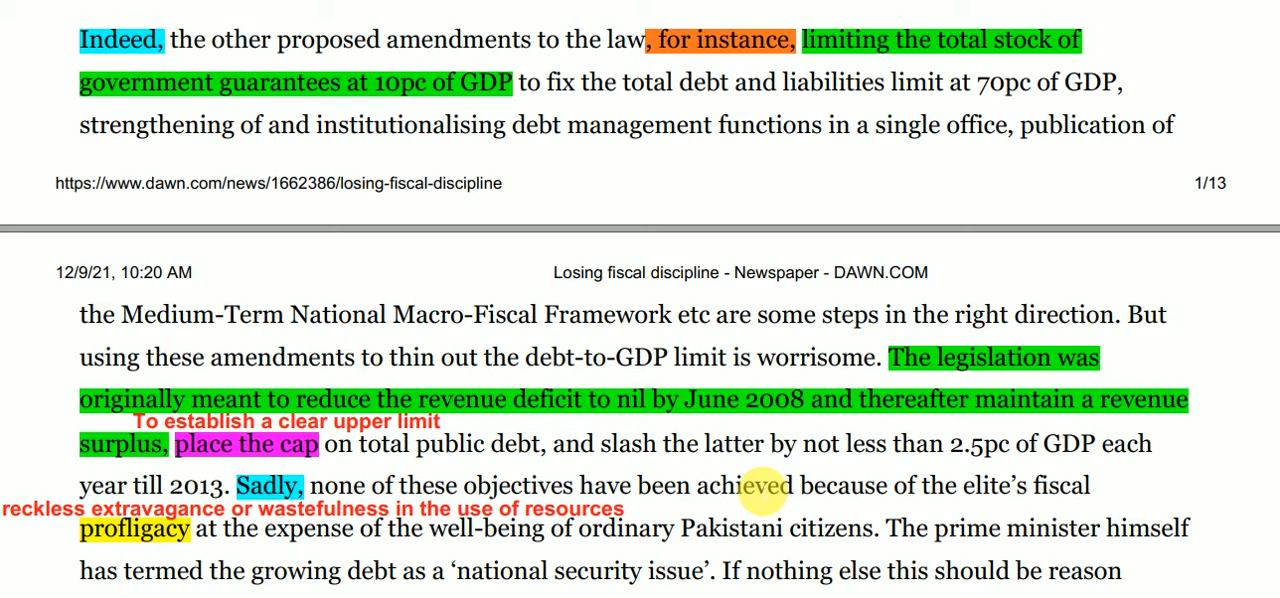 Indeed, the other proposed amendments to the law, for instance, limiting the total stock of
government guarantees at 10pc of GDP to fix the total debt and liabilities limit at 70pc of GDP,
strengthening of and institutionalising debt management functions in a single office, publication of
https://www.dawn.com/news/1662386/losing-fiscal-discipline 1/13
12/9/21, 10:20 AM Losing fiscal discipline - Newspaper - DAWN.COM
the Medium-Term National Macro-Fiscal Framework etc are some steps in the right direction. But
using these amendments to thin out the debt-to-GDP limit is worrisome. The legislation was
originally meant to reduce the revenue deficit to nil by June 2008 and thereafter maintain a revenue
To establish a clear upper limit
surplus, place the cap on total public debt, and slash the latter by not less than 2.5pc of GDP each
year till 2013. Sadly, none of these objectives have been achieved because of the elite’s fiscal
reckless extravagance or wastefulness in the use of resources
profligacy at the expense of the well-being of ordinary Pakistani citizens. The prime minister himself
has termed the growing debt as a ‘national security issue’. If nothing else this should be reason